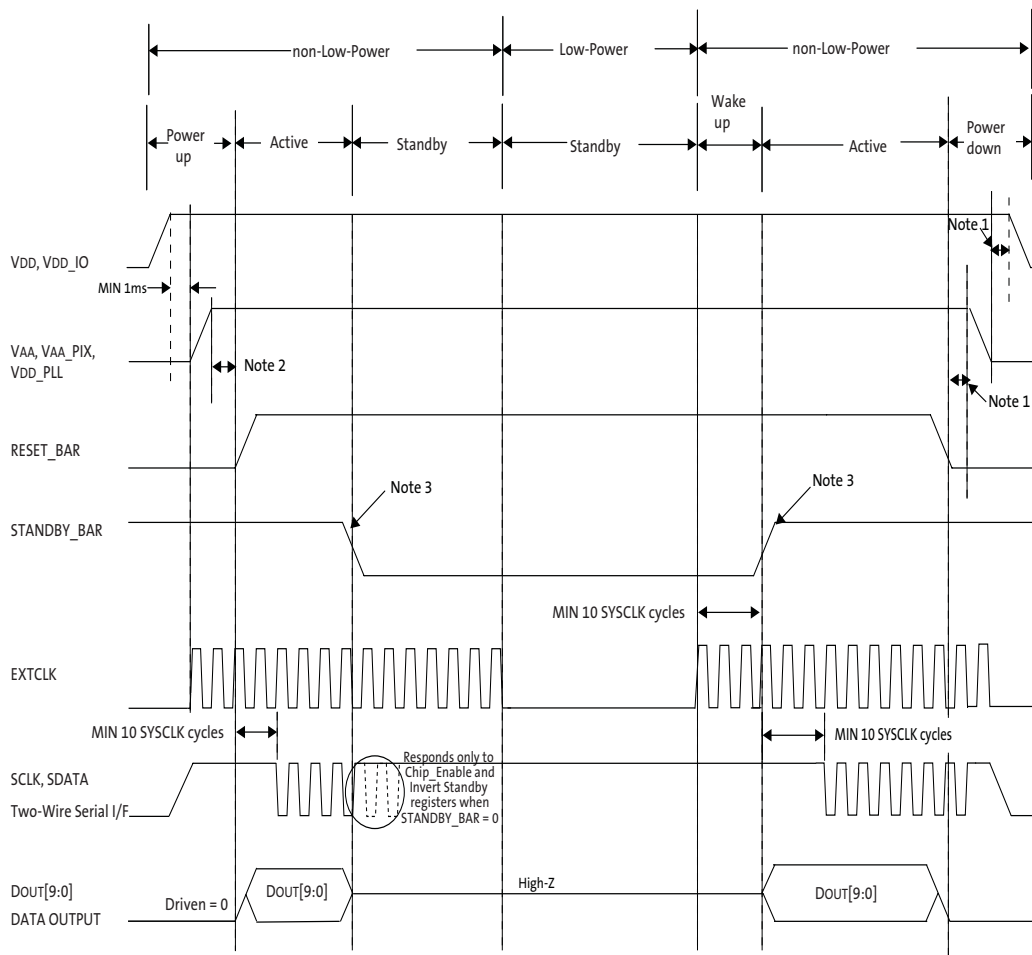 non-Low-Power
Low-Power
non-Low-Power
Power
up
Active
Standby
Standby
Wake
up
Active
Power
down
VDD, VDD_IO
MIN 1ms
Note 1
VAA, VAA_PIX,
VDD_PLL
Note 2
Note 1
RESET_BAR
Note 3
Note 3
STANDBY_BAR
MIN 10 SYSCLK cycles
EXTCLK
MIN 10 SYSCLK cycles
MIN 10 SYSCLK cycles
SCLK, SDATA
Two-Wire Serial I/F
Responds only to
Chip_Enable and
Invert Standby
registers when
STANDBY_BAR = 0
DOUT[9:0]
DATA OUTPUT
Driven = 0
DOUT[9:0]
High-Z
DOUT[9:0]